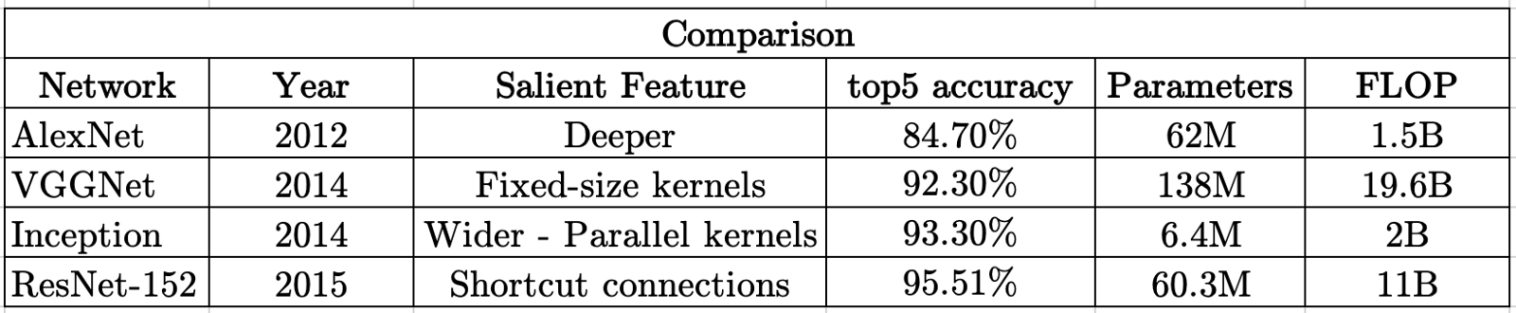 Comparison
Network Year Salient Feature top5 accuracy Parameters FLOP
AlexNet 2012 Deeper 84.70% 62M 1.5B
VGGNet 2014 Fixed-size kernels 92.30% 138M 19.6B
Inception 2014 Wider - Parallel kernels 93.30% 6.4M 2B
ResNet-152 2015 Shortcut connections 95.51% 60.3M 11B